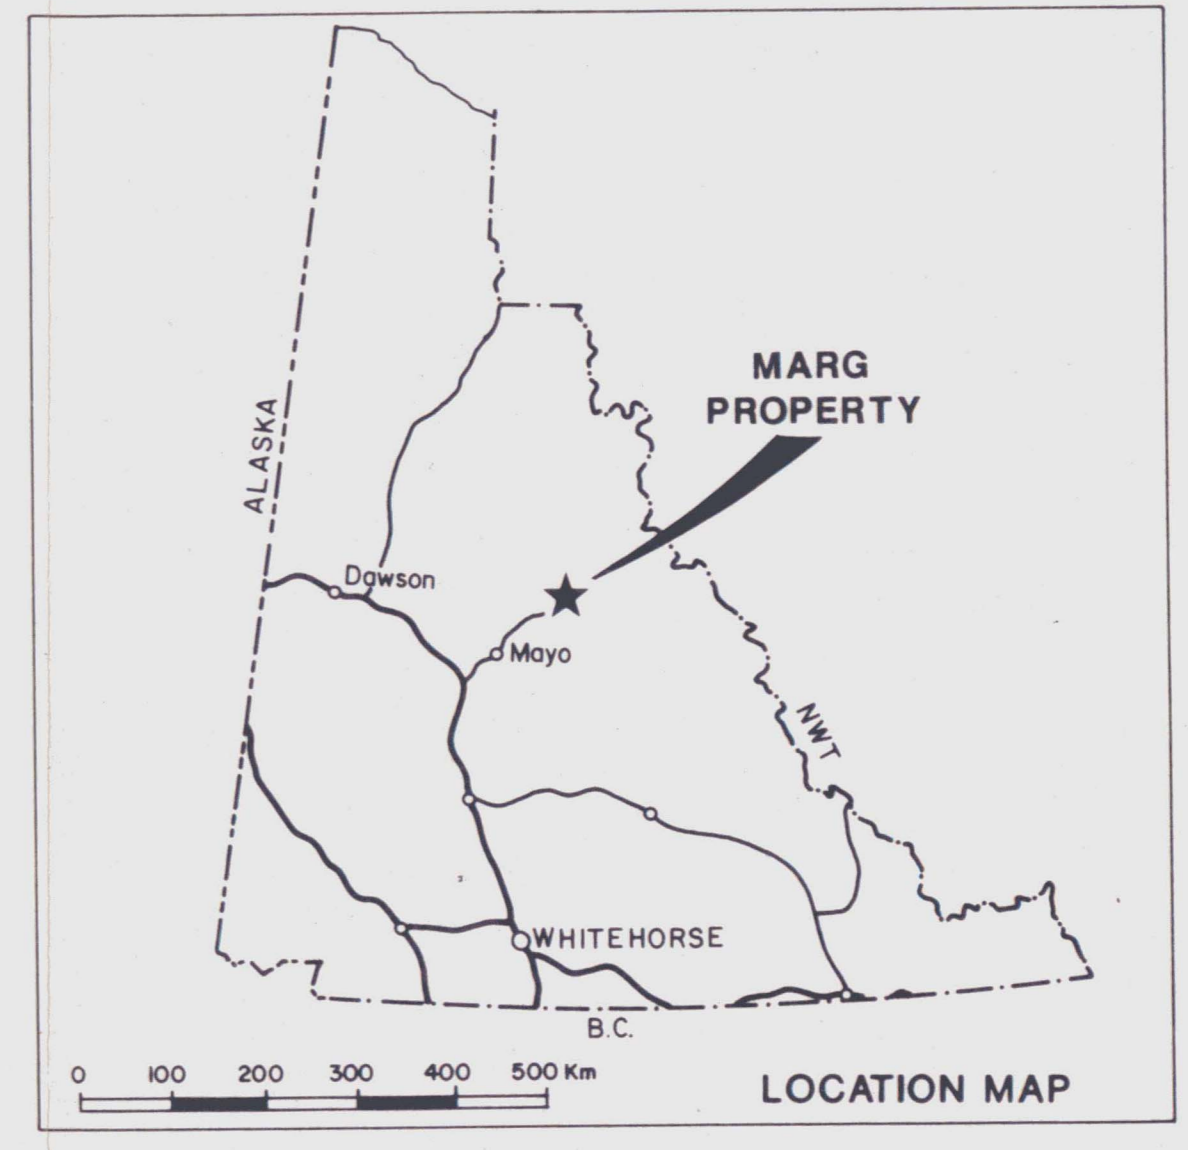 MARG
PROPERTY
ALASKA
Dawson
Mayo
NWT
WHITEHORSE
B.C.
0 100 200 300 400 500 Km
LOCATION MAP